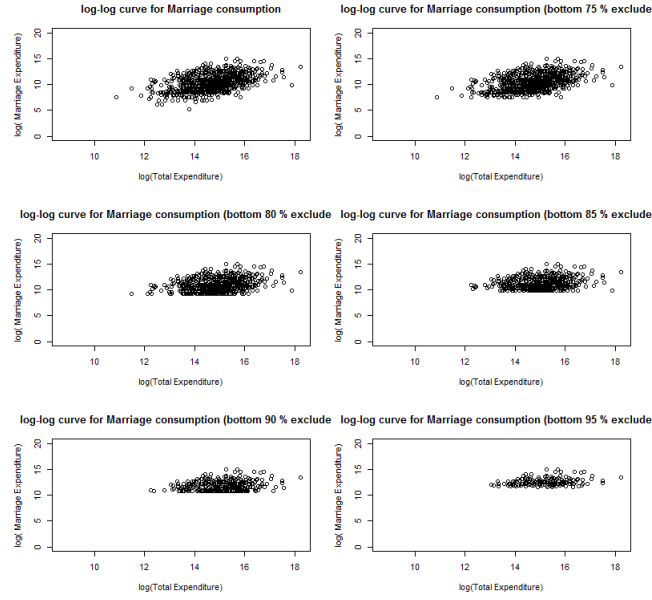 log-log curve for Marriage consumption
log( Marriage Expenditure)
20
15
10
5
0
10 12 14 16 18
log(Total Expenditure)
log-log curve for Marriage consumption (bottom 75 % exclude
log( Marriage Expenditure)
20
15
10
5
0
10 12 14 16 18
log(Total Expenditure)
log-log curve for Marriage consumption (bottom 80 % exclude
log( Marriage Expenditure)
20
15
10
5
0
10 12 14 16 18
log(Total Expenditure)
log-log curve for Marriage consumption (bottom 85 % exclude
log( Marriage Expenditure)
20
15
10
5
0
10 12 14 16 18
log(Total Expenditure)
log-log curve for Marriage consumption (bottom 90 % exclude
log( Marriage Expenditure)
20
15
10
5
0
10 12 14 16 18
log(Total Expenditure)
log-log curve for Marriage consumption (bottom 95 % exclude
log( Marriage Expenditure)
20
15
10
5
0
10 12 14 16 18
log(Total Expenditure)